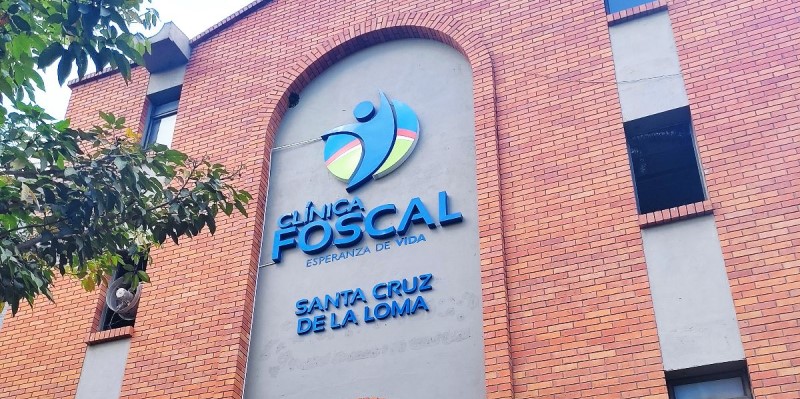 CLÍNICA
FOSCAL
ESPERANZA DE VIDA
SANTA CRUZ
DE LA LOMA